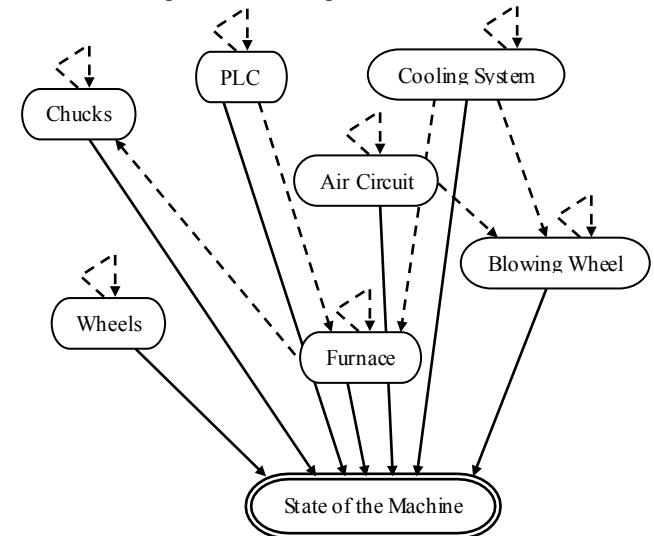 PLC
Cooling System
Chucks
Air Circuit
Blowing Wheel
Wheels
Furnace
State of the Machine